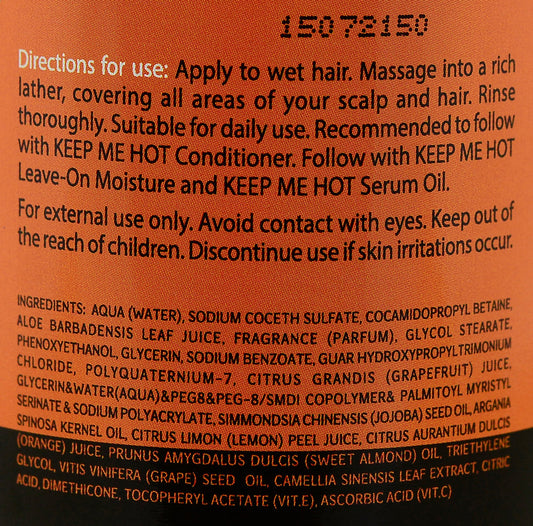 15072150
Directions for use: Apply to wet hair. Massage into a rich
lather, covering all areas of your scalp and hair. Rinse
thoroughly. Suitable for daily use. Recommended to follow
with KEEP ME HOT Conditioner. Follow with KEEP ME HOT
Leave-On Moisture and KEEP ME HOT Serum Oil.
For external use only. Avoid contact with eyes. Keep out of
the reach of children. Discontinue use if skin irritations occur.
INGREDIENTS: AQUA (WATER), SODIUM COCETH SULFATE, COCAMIDOPROPYL BETAINE,
ALOE BARBADENSIS LEAF JUICE, FRAGRANCE (PARFUM), GLYCOL STEARATE,
PHENOXYETHANOL, GLYCERIN, SODIUM BENZOATE, GUAR HYDROXYPROPYLTRIMONIUM
CHLORIDE, POLYQUATERNIUM-7, CITRUS GRANDIS (GRAPEFRUIT) JUICE,
GLYCERIN&WATER(AQUA)&PEG8&PEG-8/SMDI COPOLYMER& PALMITOYL MYRISTYL
SERINATE & SODIUM POLYACRYLATE, SIMMONDSIA CHINENSIS (JOJOBA) SEED OIL, ARGANIA
SPINOSA KERNEL OIL, CITRUS LIMON (LEMON) PEEL JUICE, CITRUS AURANTIUM DULCIS
(ORANGE) JUICE, PRUNUS AMYGDALUS DULCIS (SWEET ALMOND) OIL, TRIETHYLENE
GLYCOL, VITIS VINIFERA (GRAPE) SEED OIL, CAMELLIA SINENSIS LEAF EXTRACT, CITRIC
ACID, DIMETHICONE, TOCOPHERYL ACETATE (VIT.E), ASCORBIC ACID (VIT.C)